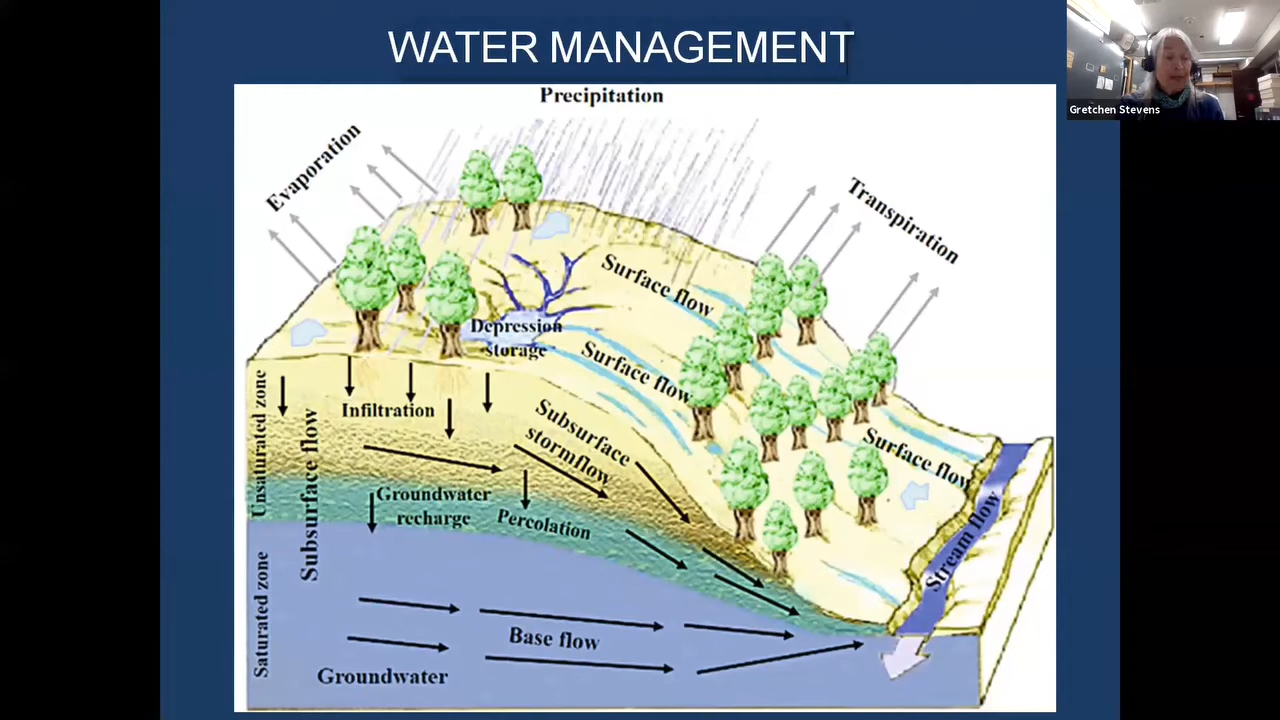 WATER MANAGEMENT
Gretchen Stevens
Precipitation
Evaporation
Transpiration
Surface flow
Depression
storage
Surface flow
Infiltration
Unsaturated zone
Subsurface flow
Subsurface
stormflow
Surface flow
Groundwater
recharge
Percolation
Stream flow
Saturated zone
Base flow
Groundwater